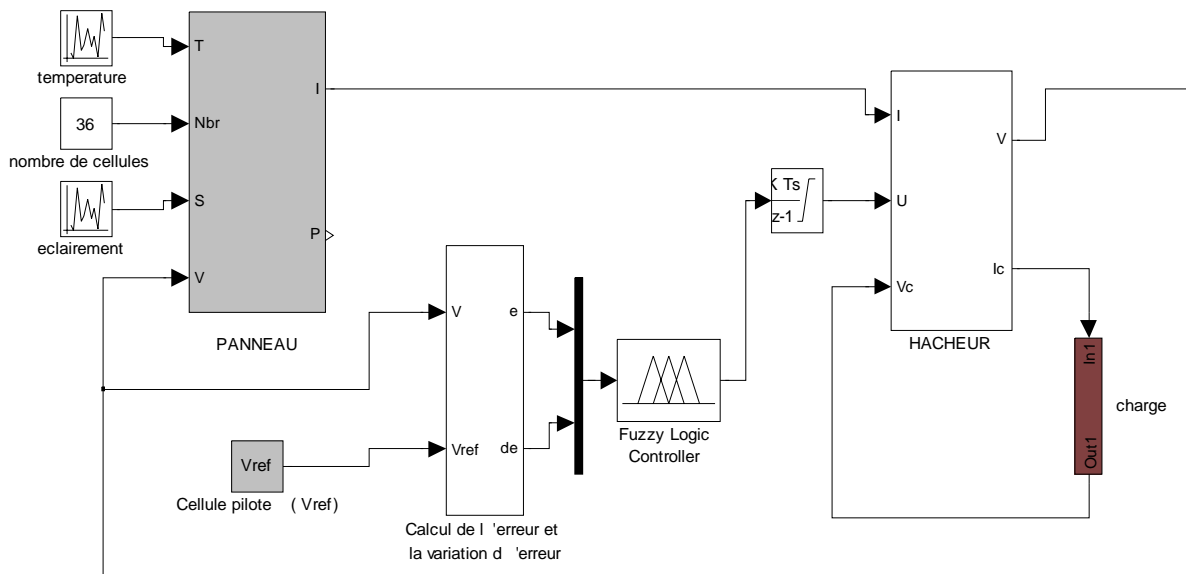 T
temperature
36
Nbr
nombre de cellules
S
eclairement
V
I
P
PANNEAU
V
e
Vref
de
Calcul de l 'erreur et
la variation d 'erreur
Vref
Cellule pilote ( Vref)
Fuzzy Logic
Controller
K Ts
z-1
I
U
Vc
V
Ic
HACHEUR
In1
Out1
charge